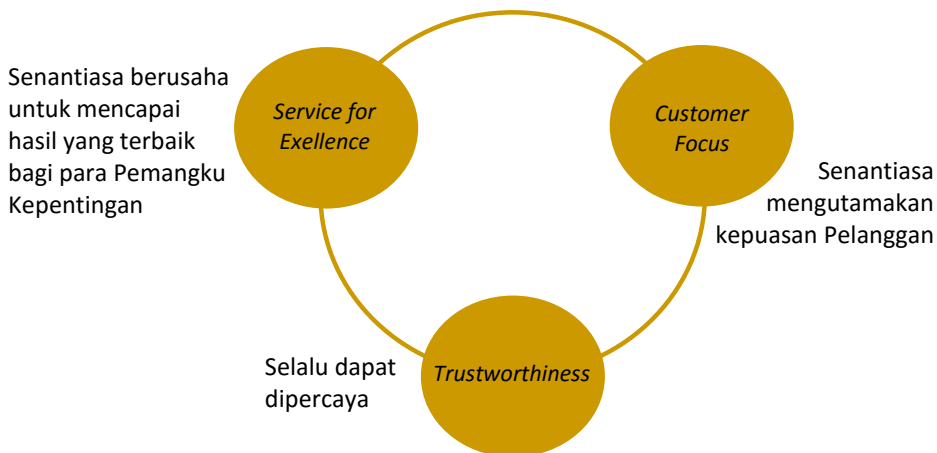 Senantiasa berusaha
untuk mencapai
hasil yang terbaik
bagi para Pemangku
Kepentingan
Service for
Exellence
Customer
Focus
Senantiasa
mengutamakan
kepuasan Pelanggan
Selalu dapat
dipercaya
Trustworthiness